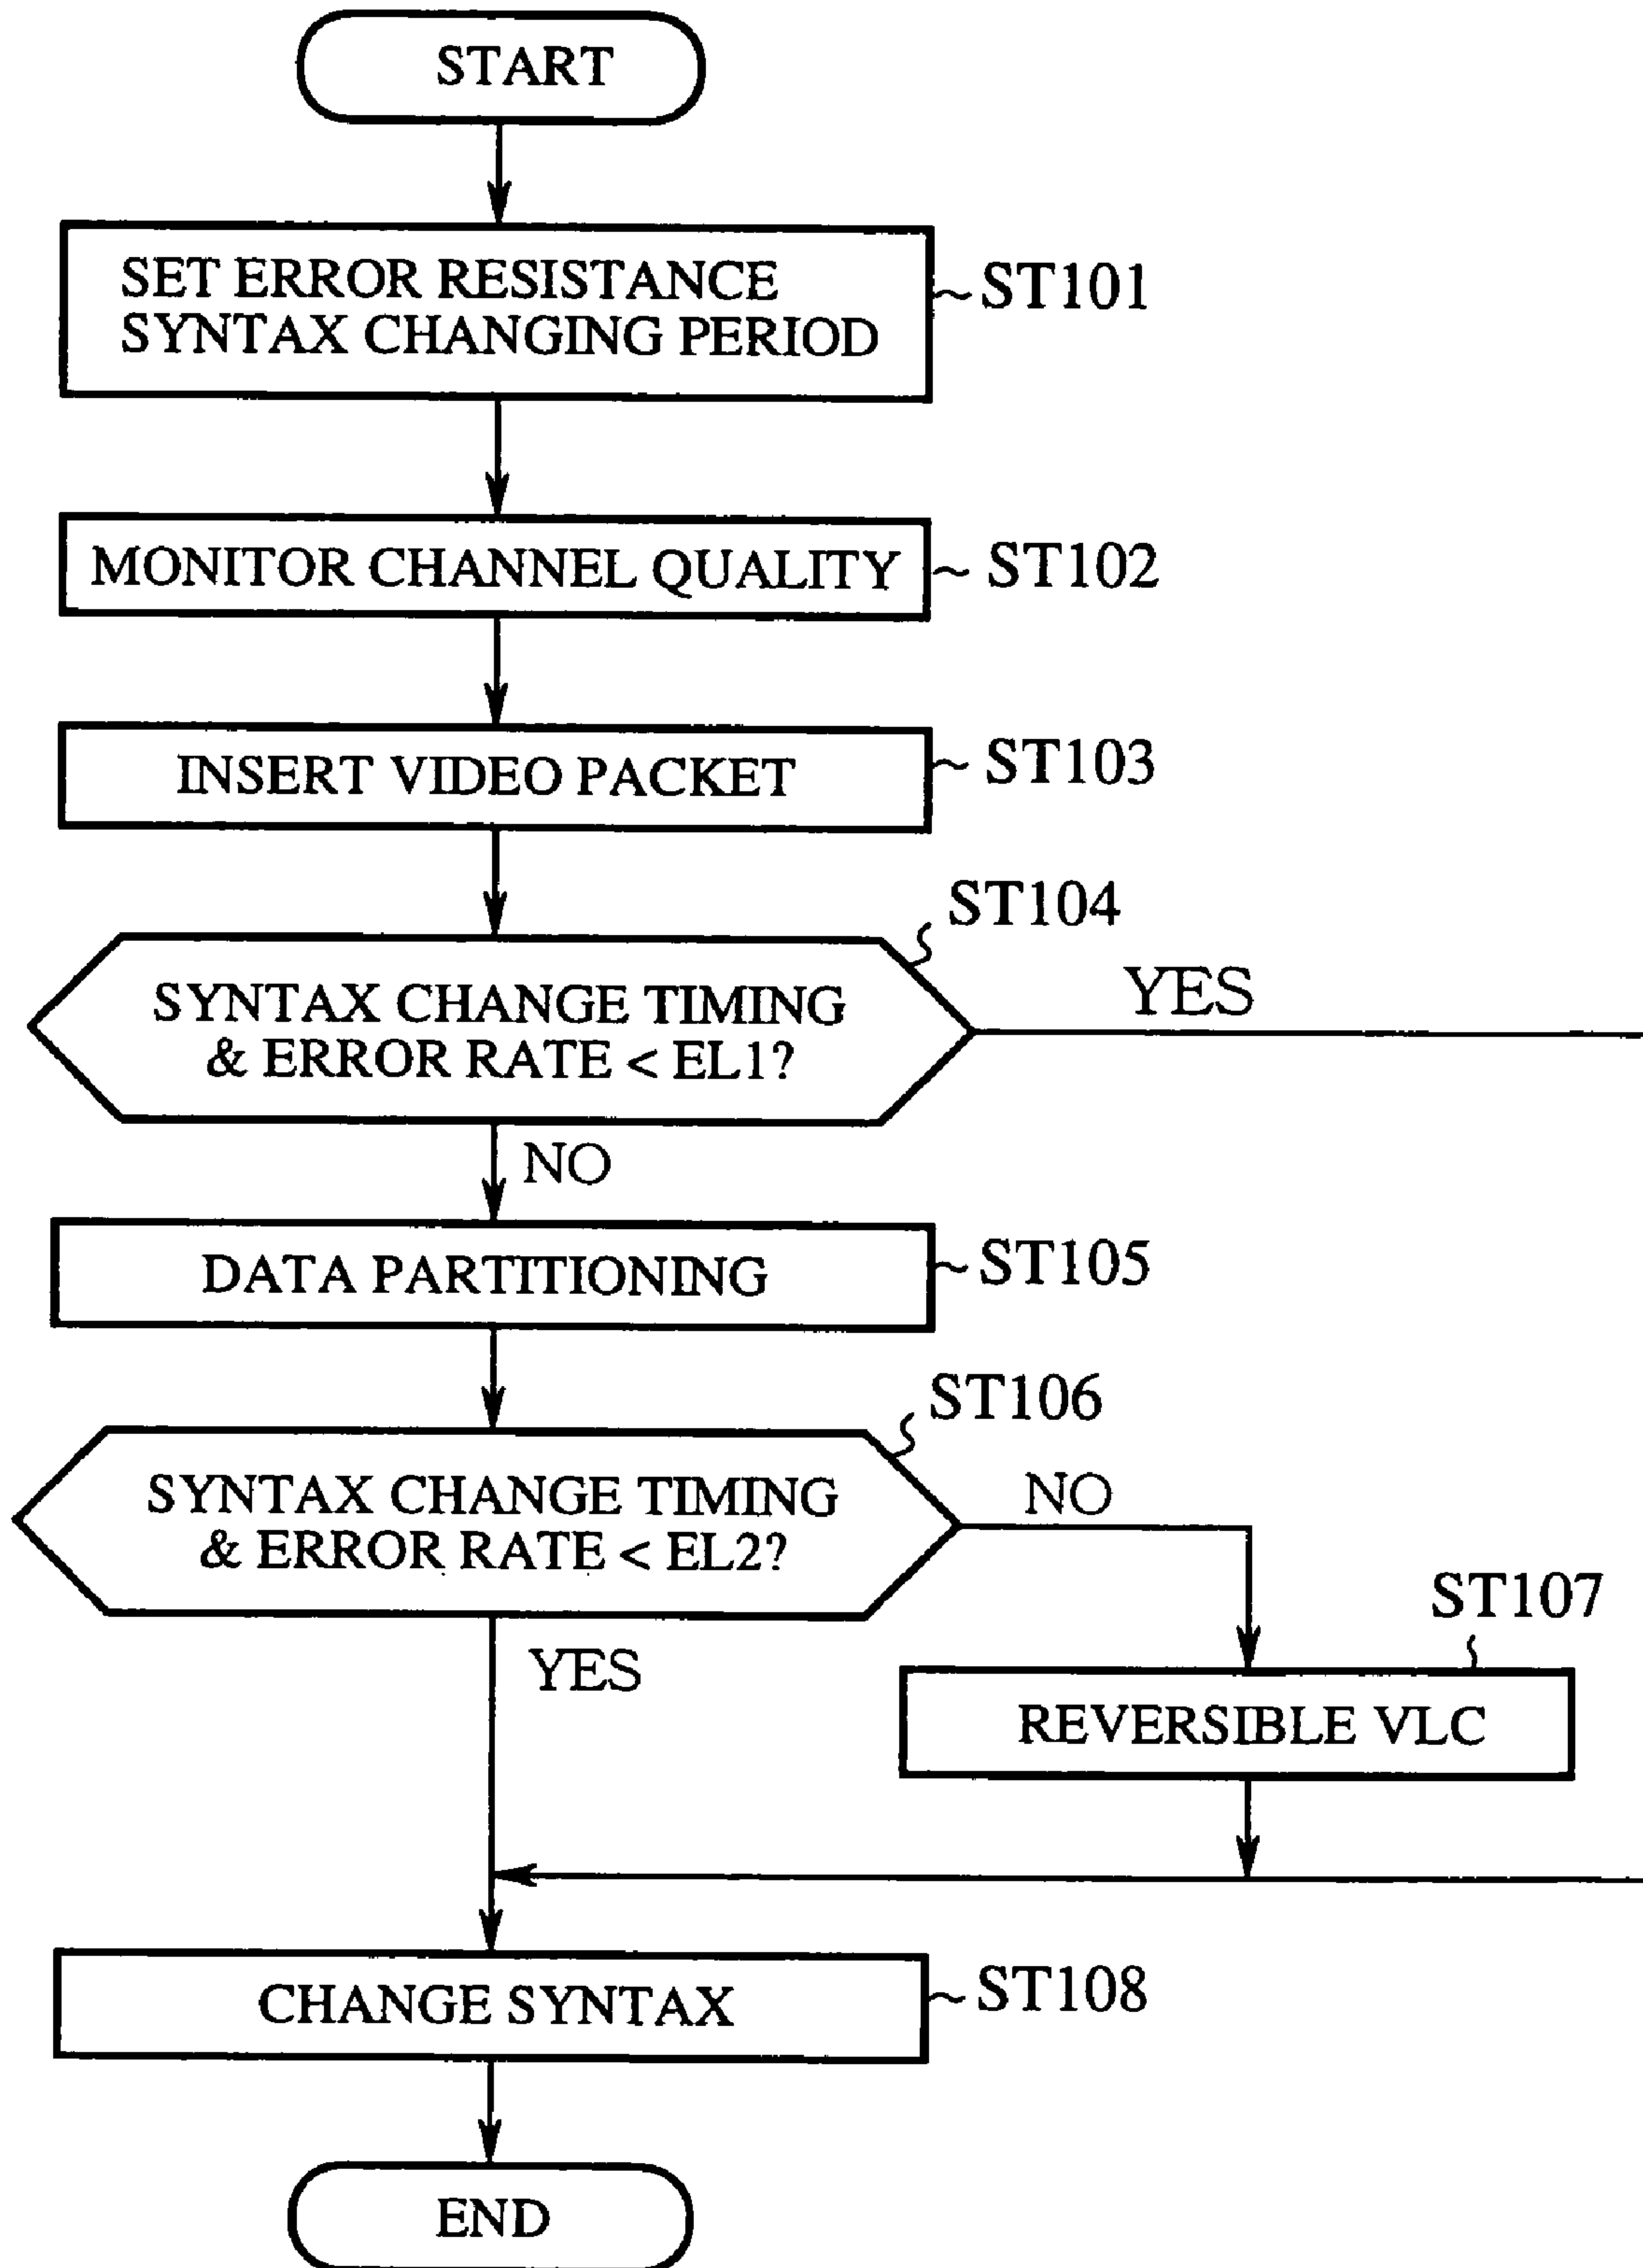 START
SET ERROR RESISTANCE
SYNTAX CHANGING PERIOD
ST101
MONITOR CHANNEL QUALITY
ST102
INSERT VIDEO PACKET
ST103
ST104
SYNTAX CHANGE TIMING
& ERROR RATE < EL1?
YES
NO
DATA PARTITIONING
ST105
ST106
SYNTAX CHANGE TIMING
& ERROR RATE < EL2?
NO
YES
ST107
REVERSIBLE VLC
CHANGE SYNTAX
ST108
END